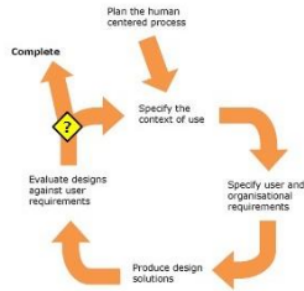 Plan the human
centered process
Complete
?
Specify the
context of use
Evaluate designs
against user
requirements
Specify user and
organisational
requirements
Produce design
solutions